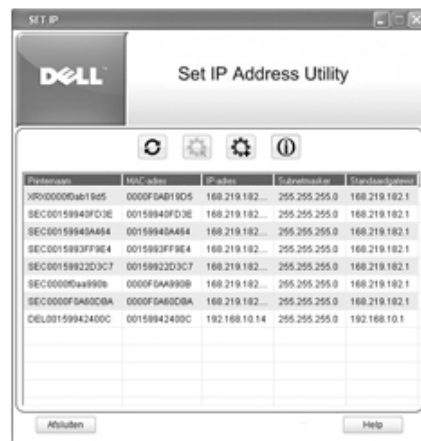 SET IP
DELL
Set IP Address Utility
Printernaam MAC-adres IP-adres Subnetmasker Standaardgatewa
XRX0000f0ab19d5 0000F0AB19D5 168.219.182... 255.255.255.0 168.219.182.1
SEC00159940FD3E 00159940FD3E 168.219.182... 255.255.255.0 168.219.182.1
SEC00159940A464 00159940A464 168.219.182... 255.255.255.0 168.219.182.1
SEC0015993FF9E4 0015993FF9E4 168.219.182... 255.255.255.0 168.219.182.1
SEC00159922D3C7 00159922D3C7 168.219.182... 255.255.255.0 168.219.182.1
SEC0000f0aa990b 0000F0AA990B 168.219.182... 255.255.255.0 168.219.182.1
SEC0000F0A60DBA 0000F0A60DBA 168.219.182... 255.255.255.0 168.219.182.1
DEL00159942400C 00159942400C 192.168.10.14 255.255.255.0 192.168.10.1
Afsluiten Help